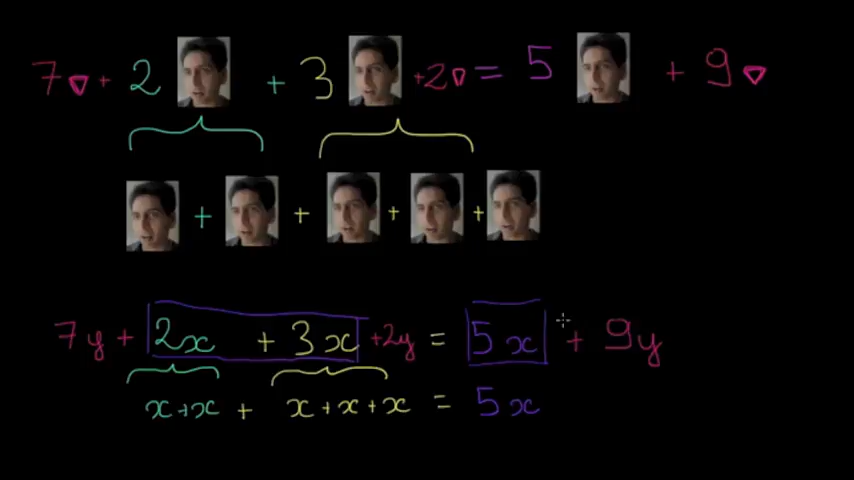 7▽ + 2 + 3 +2▽ = 5 + 9▽
+ + + +
7y + 2x + 3x +2y = 5x + 9y
x+x + x+x+x = 5x